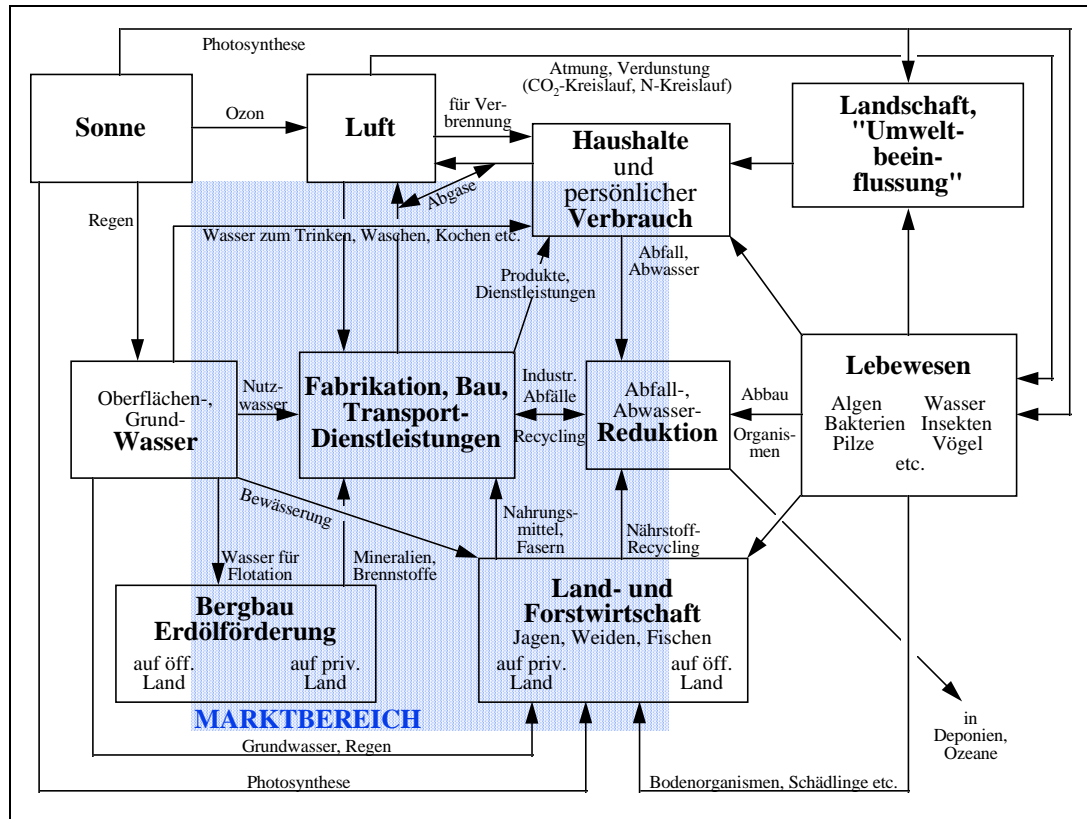 Photosynthese
Atmung, Verdunstung
(CO₂-Kreislauf, N-Kreislauf)
Sonne
Ozon
Luft
für Ver-
brennung
Haushalte
und
persönlicher
Verbrauch
Landschaft,
"Umwelt-
beein-
flussung"
Abgase
Regen
Wasser zum Trinken, Waschen, Kochen etc.
Produkte,
Dienstleistungen
Abfall,
Abwasser
Oberflächen-,
Grund-
Wasser
Nutz-
wasser
Fabrikation, Bau,
Transport-
Dienstleistungen
Industr.
Abfälle
Recycling
Abfall-,
Abwasser-
Reduktion
Abbau
Organis-
men
Lebewesen
Algen Wasser
Bakterien Insekten
Pilze Vögel
etc.
Bewässerung
Nahrungs-
mittel,
Fasern
Nährstoff-
Recycling
Wasser für
Flotation
Mineralien,
Brennstoffe
Bergbau
Erdölförderung
auf öff. auf priv.
Land Land
Land- und
Forstwirtschaft
Jagen, Weiden, Fischen
auf priv. auf öff.
Land Land
MARKTBEREICH
in
Deponien,
Ozeane
Grundwasser, Regen
Photosynthese
Bodenorganismen, Schädlinge etc.